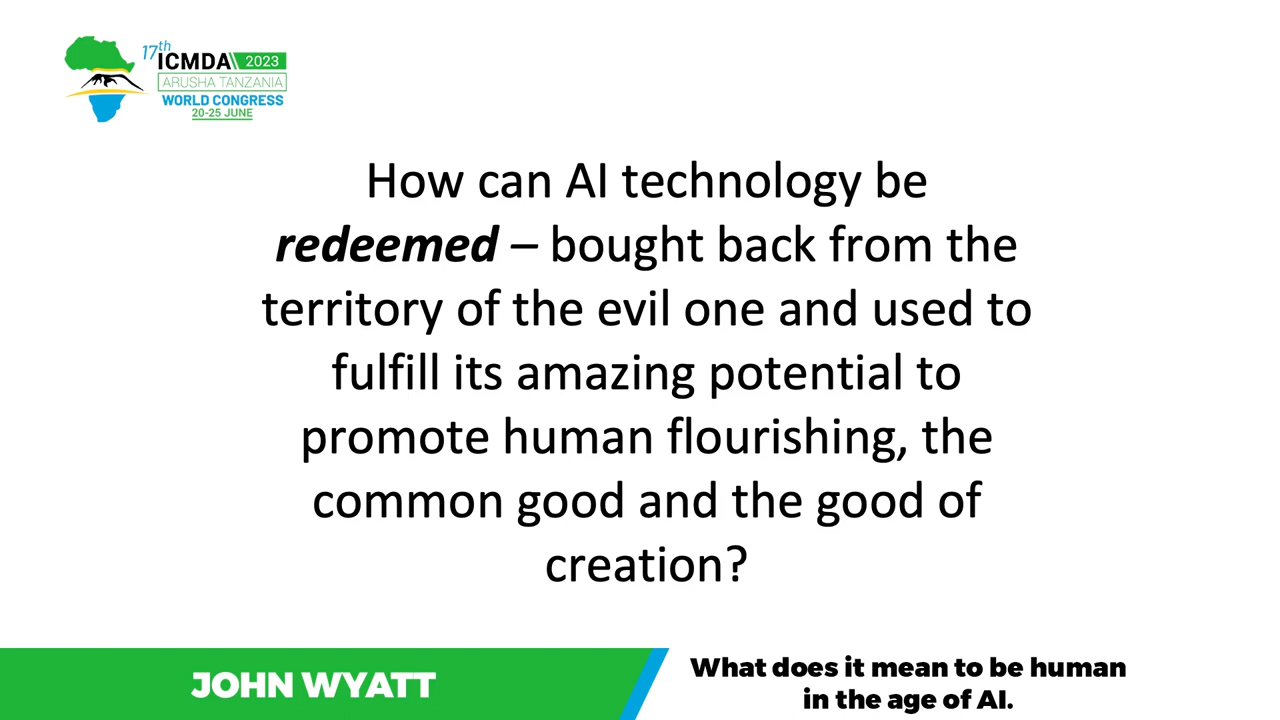 17th
ICMDA 2023
ARUSHA TANZANIA
WORLD CONGRESS
20-25 JUNE
How can AI technology be
redeemed – bought back from the
territory of the evil one and used to
fulfill its amazing potential to
promote human flourishing, the
common good and the good of
creation?
JOHN WYATT
What does it mean to be human
in the age of AI.